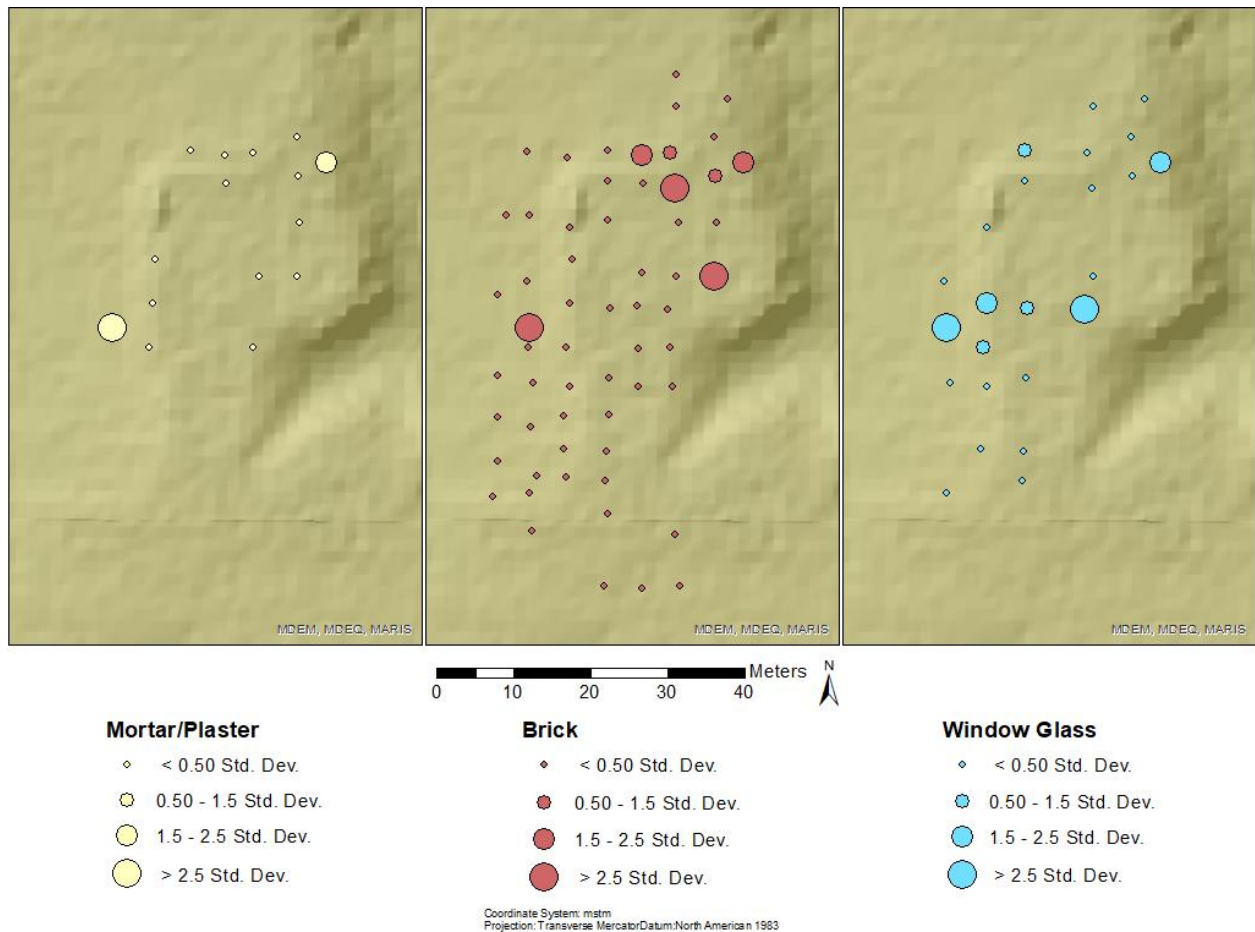 MDEM, MDEQ, MARIS
MDEM, MDEQ, MARIS
MDEM, MDEQ, MARIS
Meters
N
0 10 20 30 40
Mortar/Plaster
< 0.50 Std. Dev.
0.50 - 1.5 Std. Dev.
1.5 - 2.5 Std. Dev.
> 2.5 Std. Dev.
Brick
< 0.50 Std. Dev.
0.50 - 1.5 Std. Dev.
1.5 - 2.5 Std. Dev.
> 2.5 Std. Dev.
Window Glass
< 0.50 Std. Dev.
0.50 - 1.5 Std. Dev.
1.5 - 2.5 Std. Dev.
> 2.5 Std. Dev.
Coordinate System: mstm
Projection: Transverse MercatorDatum:North American 1983